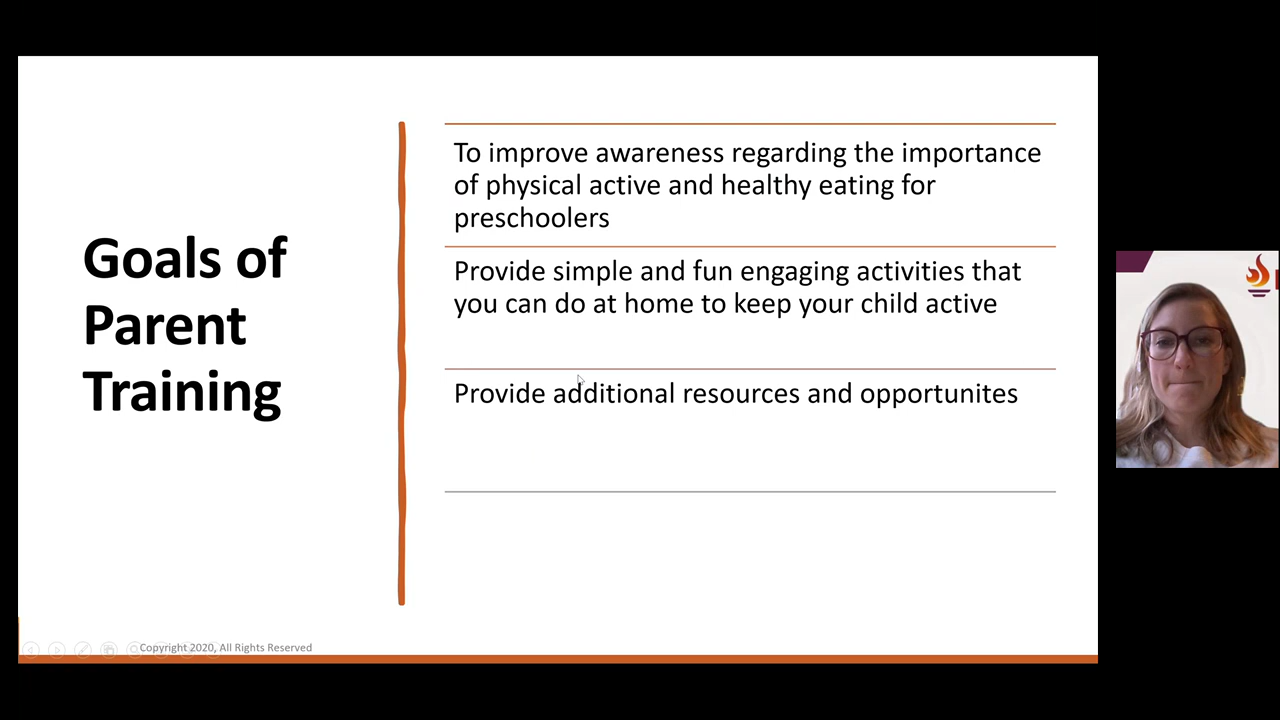 Goals of
Parent
Training
To improve awareness regarding the importance
of physical active and healthy eating for
preschoolers
Provide simple and fun engaging activities that
you can do at home to keep your child active
Provide additional resources and opportunites
Copyright 2020, All Rights Reserved